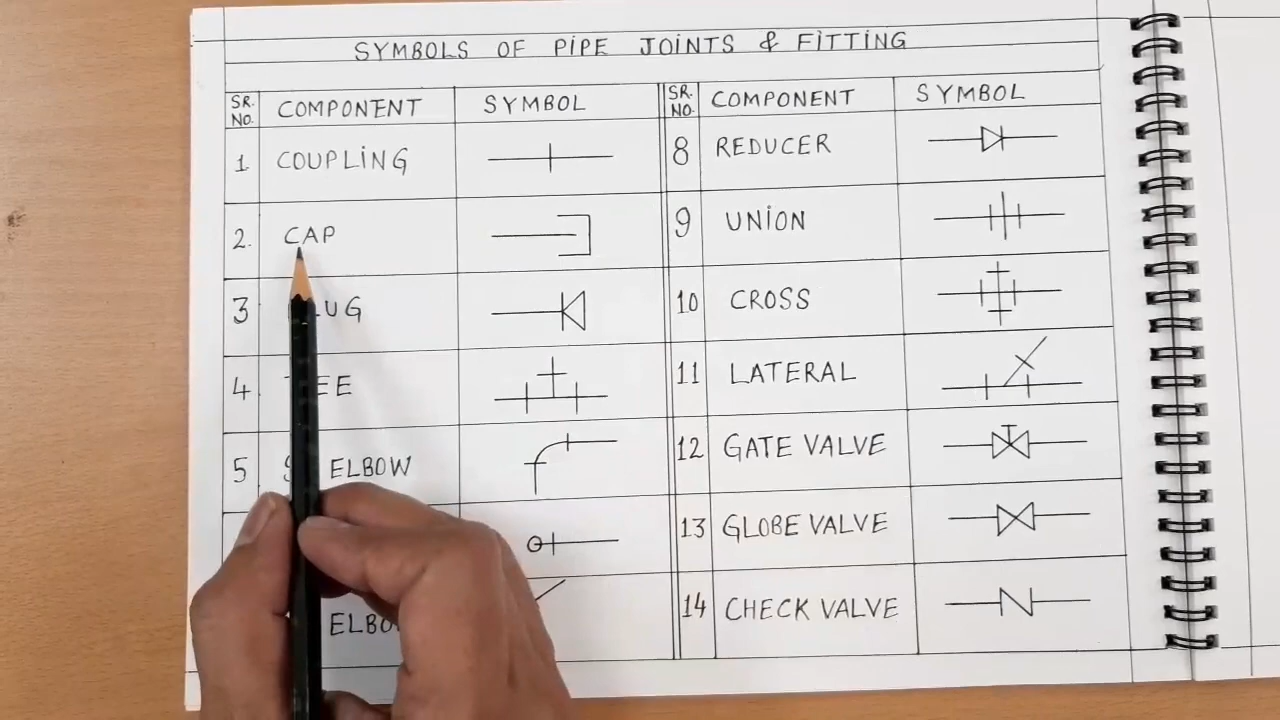 SYMBOLS OF PIPE JOINTS & FITTING
SR. NO. COMPONENT SYMBOL
1 COUPLING
2. CAP
3 LUG
4 EE
5 ELBOW
ELBO
SR. NO. COMPONENT SYMBOL
8 REDUCER
9 UNION
10 CROSS
11 LATERAL
12 GATE VALVE
13 GLOBE VALVE
14 CHECK VALVE